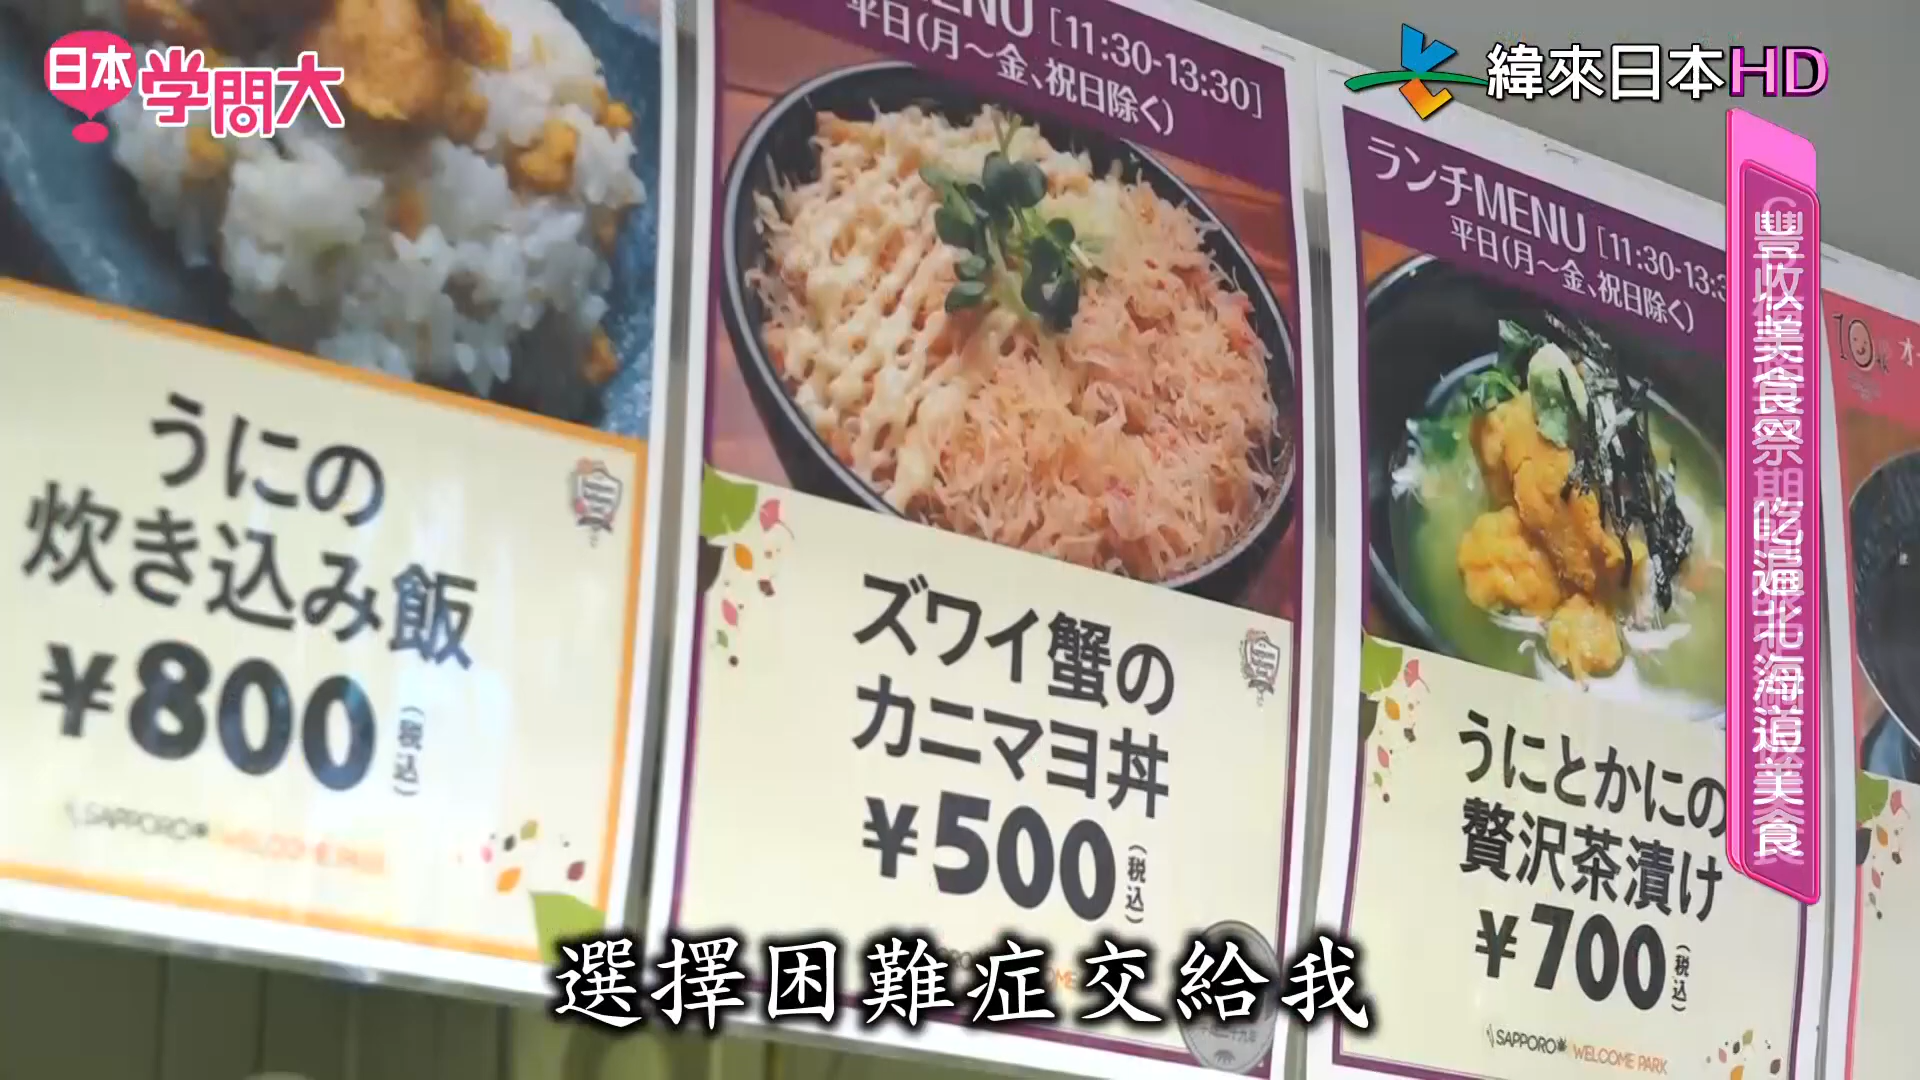 日本
学問大
緯來日本HD
豐收美食祭 吃遍北海道美食
うにの
炊き込み飯
¥800
(税込)
SAPPORO WELCOME PARK
MENU [11:30-13:30]
平日(月～金、祝日除く)
ズワイ蟹の
カニマヨ丼
¥500
(税込)
ランチMENU [11:30-13:3
平日(月～金、祝日除く)
うにとかにの
贅沢茶漬け
¥700
(税込)
SAPPORO WELCOME PARK
選擇困難症交給我